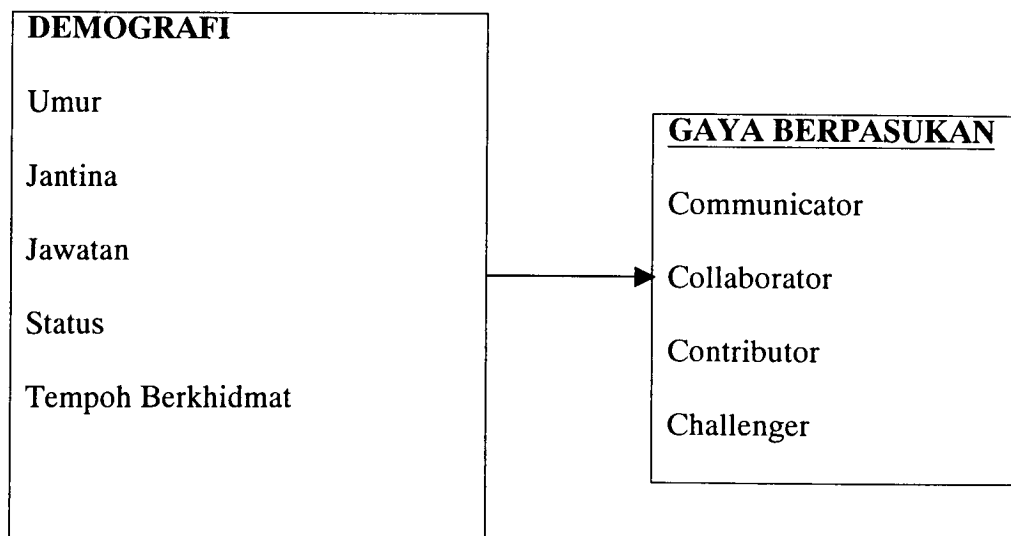 DEMOGRAFI
Umur
Jantina
Jawatan
Status
Tempoh Berkhidmat
GAYA BERPASUKAN
Communicator
Collaborator
Contributor
Challenger